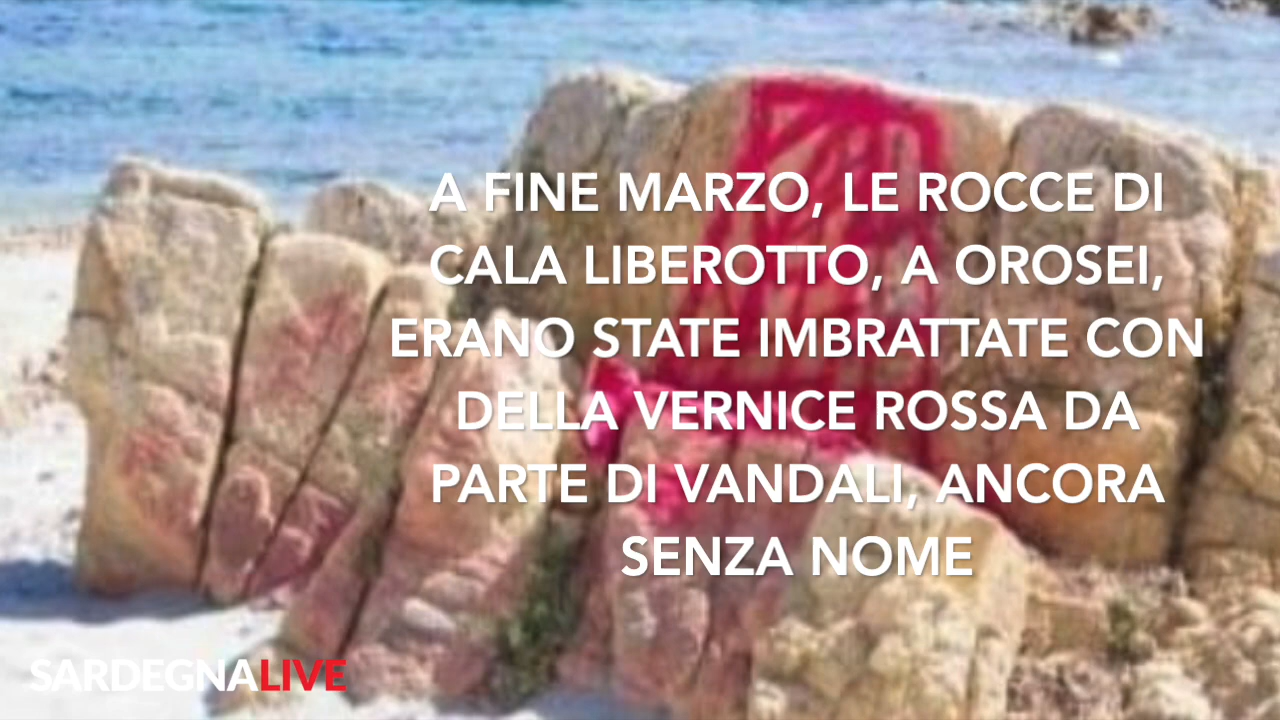 A FINE MARZO, LE ROCCE DI
CALA LIBEROTTO, A OROSEI,
ERANO STATE IMBRATTATE CON
DELLA VERNICE ROSSA DA
PARTE DI VANDALI, ANCORA
SENZA NOME
SARDEGNALIVE